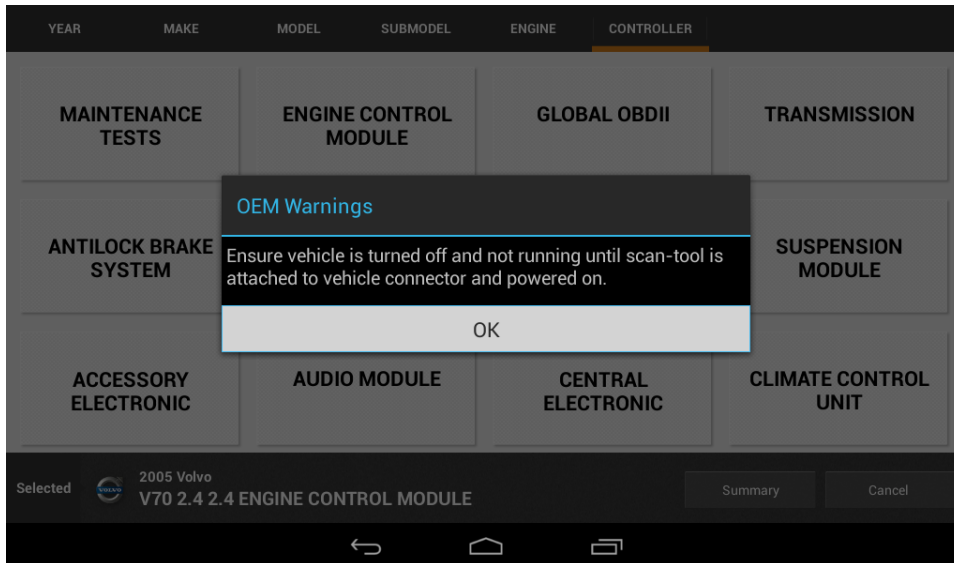 YEAR MAKE MODEL SUBMODEL ENGINE CONTROLLER
MAINTENANCE
TESTS
ENGINE CONTROL
MODULE
GLOBAL OBDII
TRANSMISSION
ANTILOCK BRAKE
SYSTEM
SUSPENSION
MODULE
OEM Warnings
Ensure vehicle is turned off and not running until scan-tool is
attached to vehicle connector and powered on.
OK
ACCESSORY
ELECTRONIC
AUDIO MODULE
CENTRAL
ELECTRONIC
CLIMATE CONTROL
UNIT
Selected
VOLVO
2005 Volvo
V70 2.4 2.4 ENGINE CONTROL MODULE
Summary
Cancel